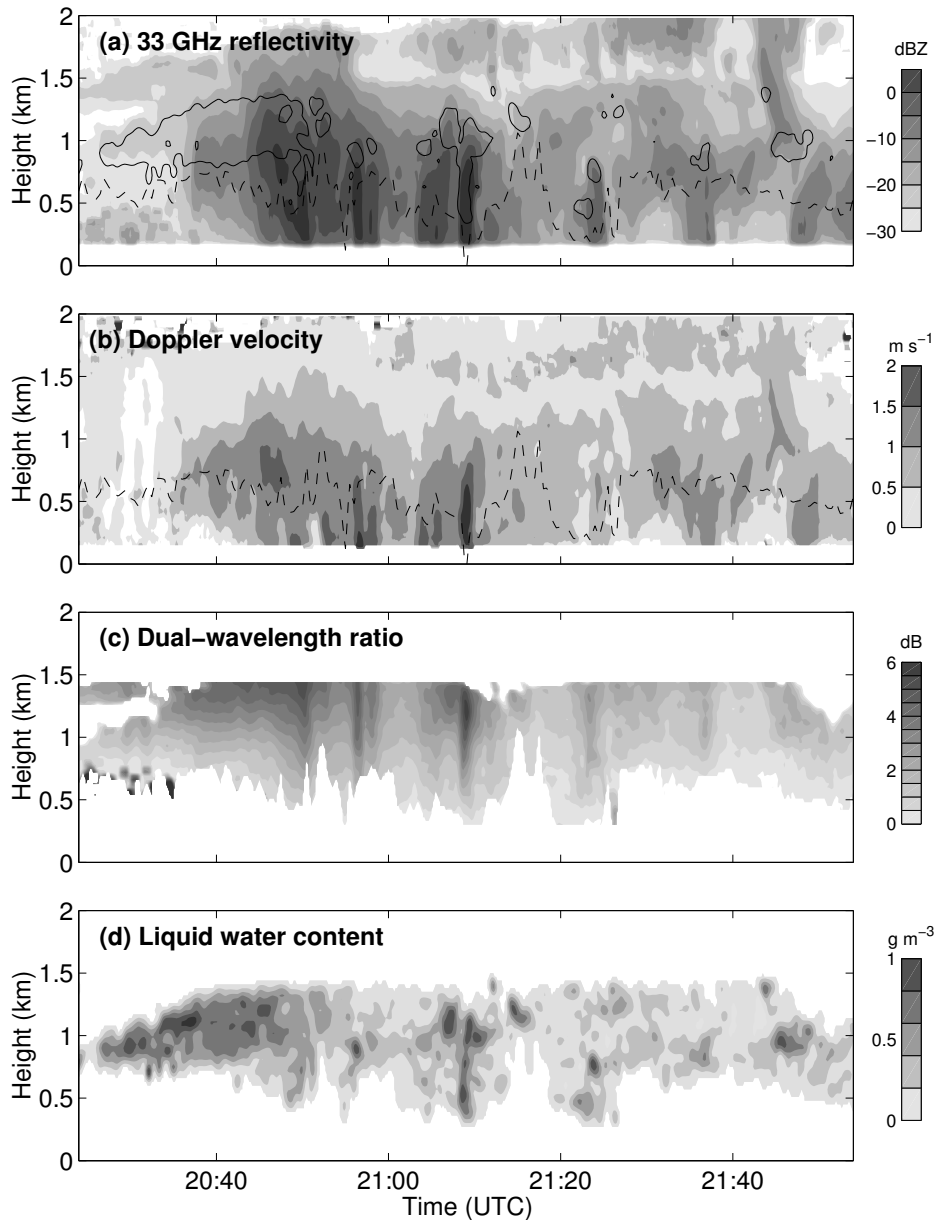 (a) 33 GHz reflectivity
Height (km)
2
1.5
1
0.5
0
dBZ
0
−10
−20
−30
(b) Doppler velocity
Height (km)
2
1.5
1
0.5
0
m s−1
2
1.5
1
0.5
0
(c) Dual−wavelength ratio
Height (km)
2
1.5
1
0.5
0
dB
6
4
2
0
(d) Liquid water content
Height (km)
2
1.5
1
0.5
0
g m−3
1
0.5
0
20:40 21:00 21:20 21:40
Time (UTC)